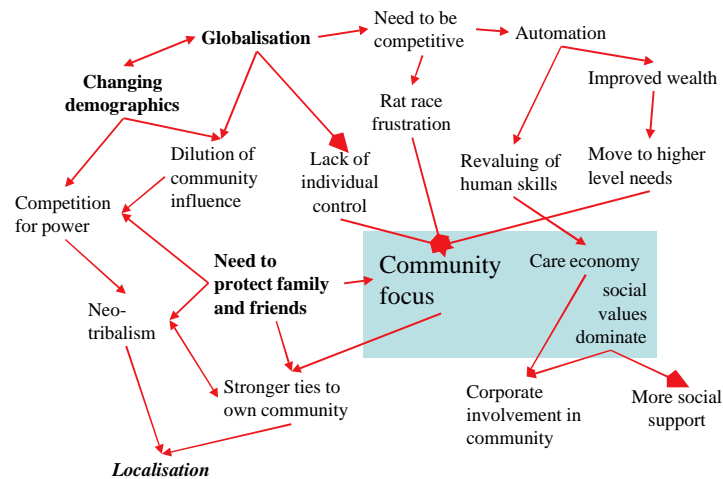 Globalisation
Need to be
competitive
Automation
Changing
demographics
Improved wealth
Rat race
frustration
Dilution of
community
influence
Lack of
individual
control
Revaluing of
human skills
Move to higher
level needs
Competition
for power
Need to
protect family
and friends
Community
focus
Care economy
social
values
dominate
Neo-
tribalism
Stronger ties to
own community
Corporate
involvement in
community
More social
support
Localisation